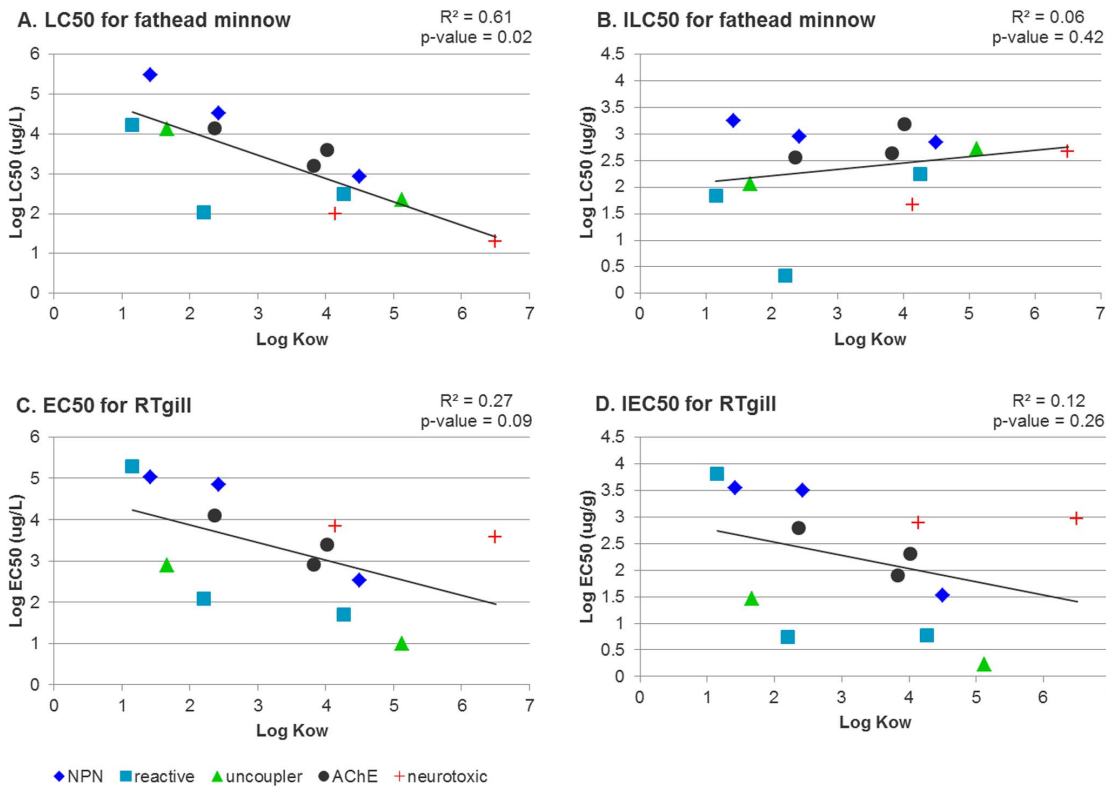 A. LC50 for fathead minnow
R² = 0.61
p-value = 0.02
Log LC50 (ug/L)
6
5
4
3
2
1
0
0 1 2 3 4 5 6 7
Log Kow
B. ILC50 for fathead minnow
R² = 0.06
p-value = 0.42
Log LC50 (ug/g)
4.5
4
3.5
3
2.5
2
1.5
1
0.5
0
0 1 2 3 4 5 6 7
Log Kow
C. EC50 for RTgill
R² = 0.27
p-value = 0.09
Log EC50 (ug/L)
6
5
4
3
2
1
0
0 1 2 3 4 5 6 7
Log Kow
D. IEC50 for RTgill
R² = 0.12
p-value = 0.26
Log EC50 (ug/g)
4.5
4
3.5
3
2.5
2
1.5
1
0.5
0
0 1 2 3 4 5 6
Log Kow
NPN reactive uncoupler AChE neurotoxic